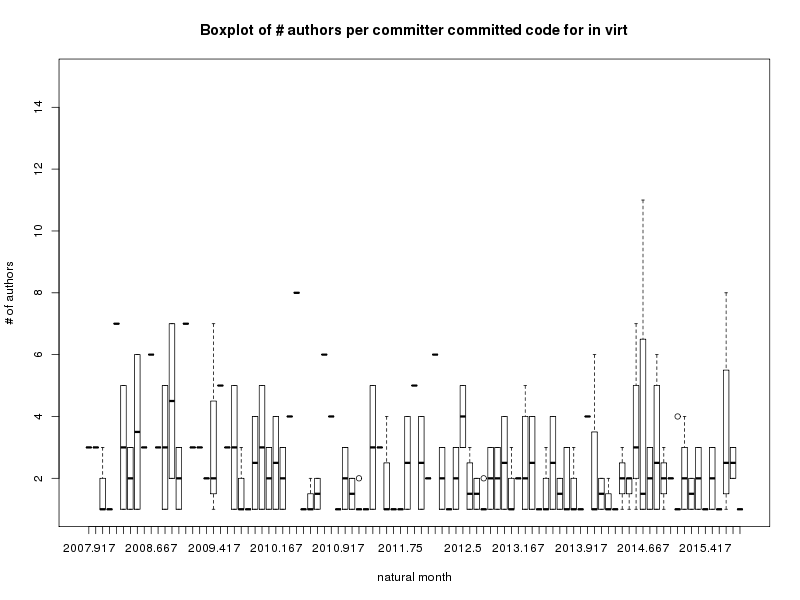 Boxplot of # authors per committer committed code for in virt
# of authors
14
12
10
8
6
4
2
2007.917 2008.667 2009.417 2010.167 2010.917 2011.75 2012.5 2013.167 2013.917 2014.667 2015.417
natural month